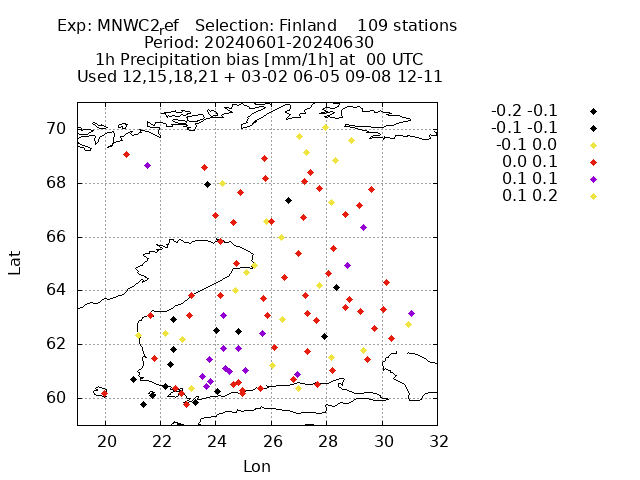 Exp: MNWC2ref   Selection: Finland    109 stations
Period: 20240601-20240630
1h Precipitation bias [mm/1h] at  00 UTC
Used 12,15,18,21 + 03-02 06-05 09-08 12-11
-0.2 -0.1
-0.1 -0.1
-0.1 0.0
0.0 0.1
0.1 0.1
0.1 0.2
Lat
70
68
66
64
62
60
20 22 24 26 28 30 32
Lon